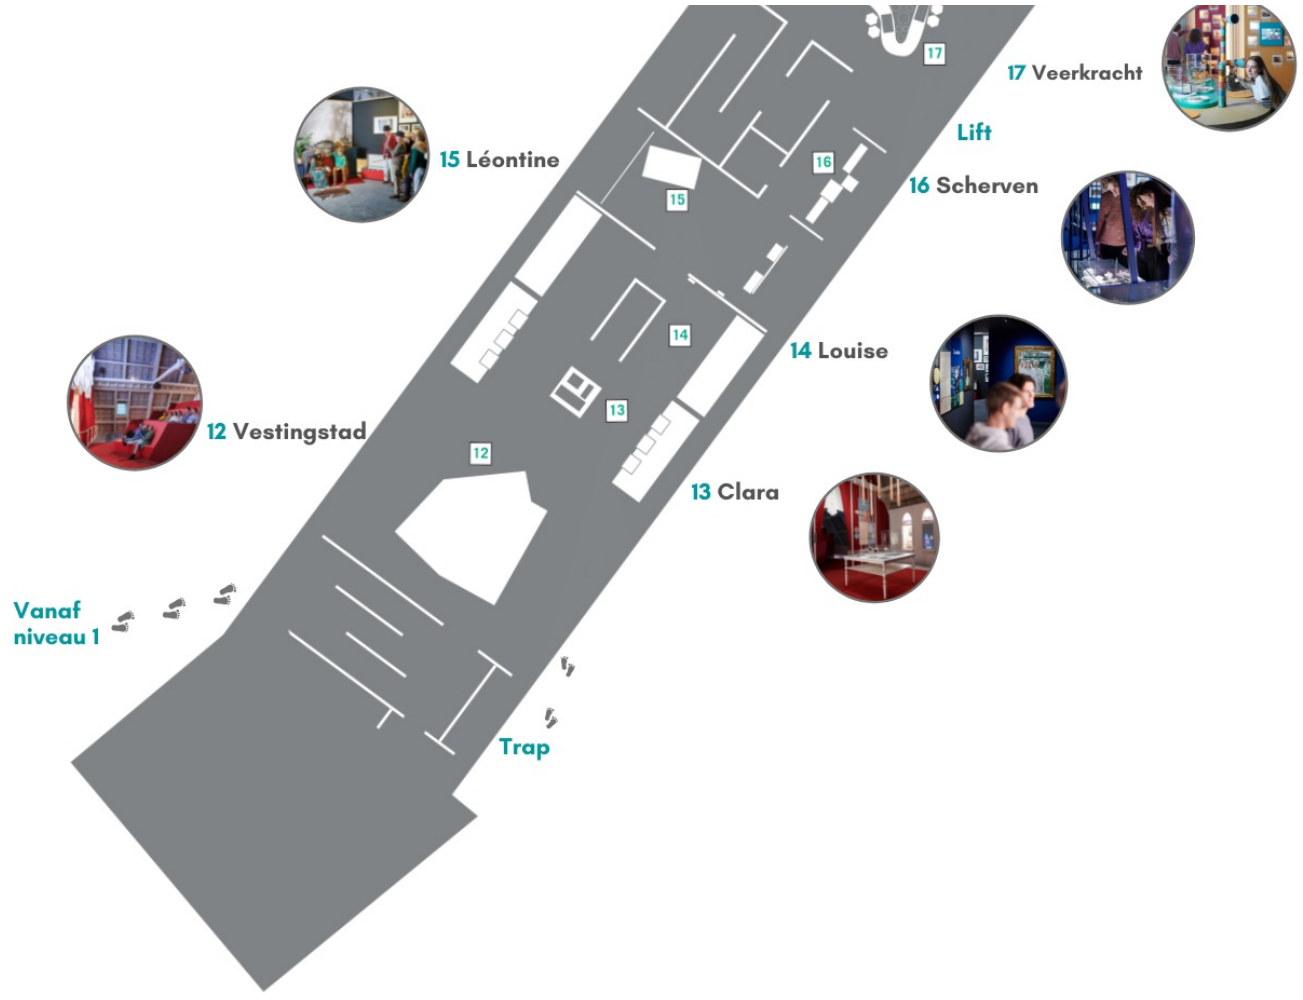 17
17 Veerkracht
Lift
15 Léontine
16
16 Scherven
15
14
14 Louise
12 Vestingstad
13
12
13 Clara
Vanaf
niveau 1
Trap